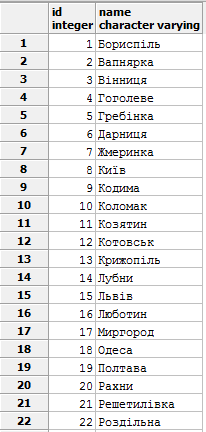 id name
integer character varying
1 1 Бориспіль
2 2 Вапнярка
3 3 Вінниця
4 4 Гоголеве
5 5 Гребінка
6 6 Дарниця
7 7 Жмеринка
8 8 Київ
9 9 Кодима
10 10 Коломак
11 11 Козятин
12 12 Котовськ
13 13 Крижопіль
14 14 Лубни
15 15 Львів
16 16 Люботин
17 17 Миргород
18 18 Одеса
19 19 Полтава
20 20 Рахни
21 21 Решетилівка
22 22 Роздільна